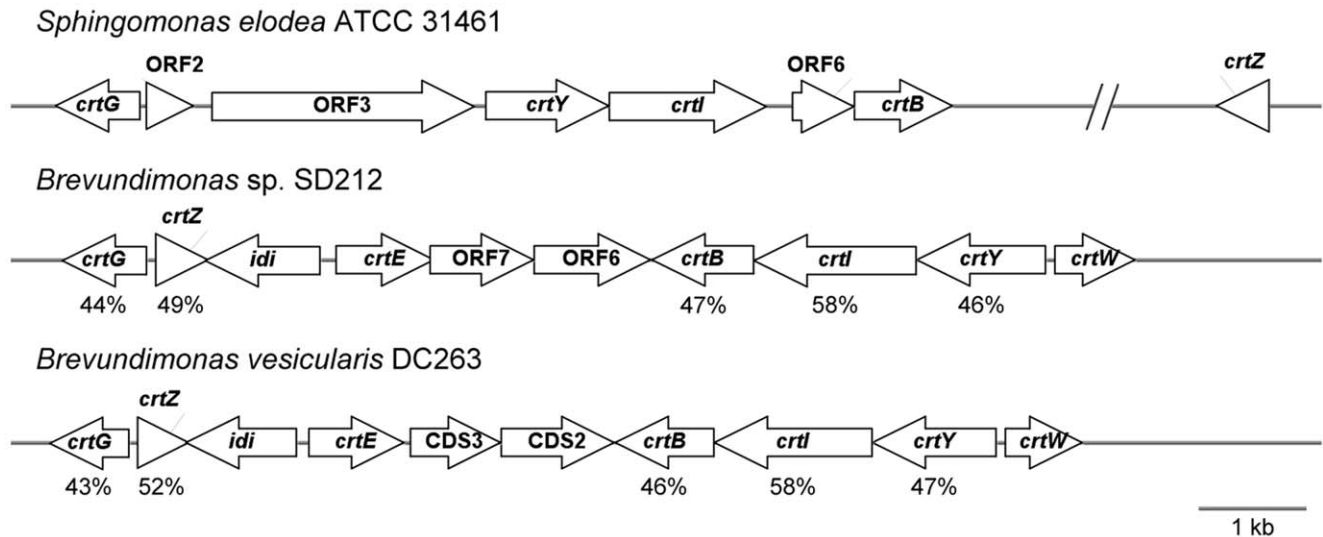 Sphingomonas elodea ATCC 31461
ORF2 ORF6 crtZ
crtG ORF3 crtY crtI crtB
Brevundimonas sp. SD212
crtZ
crtG idi crtE ORF7 ORF6 crtB crtI crtY crtW
44% 49% 47% 58% 46%
Brevundimonas vesicularis DC263
crtZ
crtG idi crtE CDS3 CDS2 crtB crtI crtY crtW
43% 52% 46% 58% 47%
1 kb